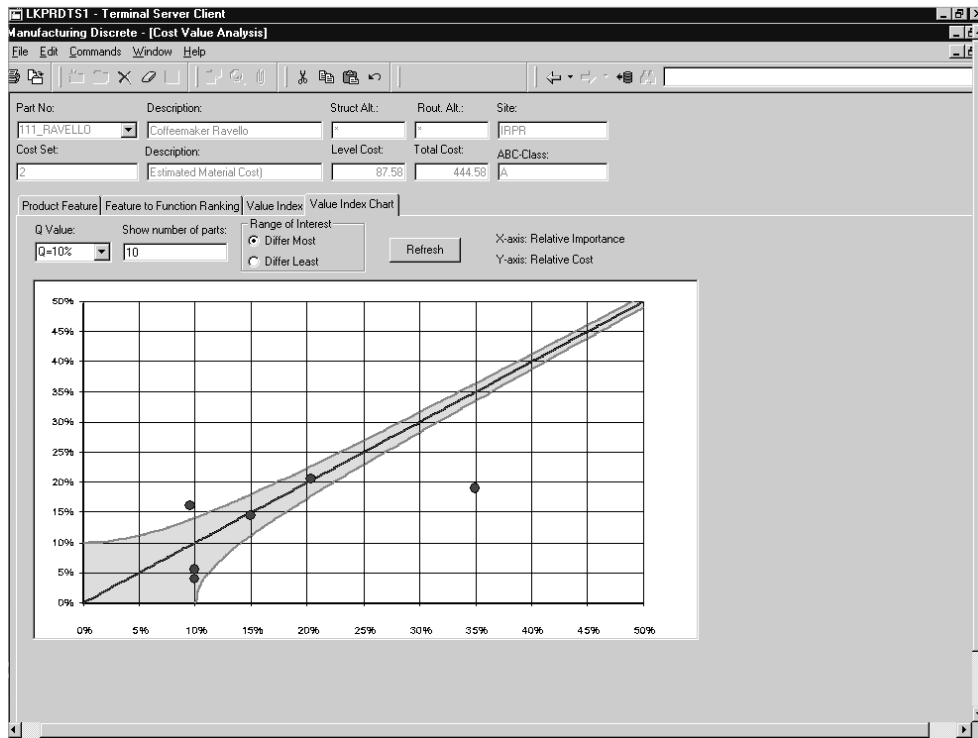 LKPRDTS1 - Terminal Server Client
Manufacturing Discrete - [Cost Value Analysis]
File Edit Commands Window Help
Part No: Description: Struct Alt.: Rout. Alt.: Site:
111_RAVELLO Coffeemaker Ravello * * IRPR
Cost Set: Description: Level Cost: Total Cost: ABC-Class:
2 Estimated Material Cost) 87.58 444.58 A
Product Feature Feature to Function Ranking Value Index Value Index Chart
Q Value: Show number of parts: Range of Interest
Q=10% 10 Differ Most
Differ Least
Refresh
X-axis: Relative Importance
Y-axis: Relative Cost
50%
45%
40%
35%
30%
25%
20%
15%
10%
5%
0%
0% 5% 10% 15% 20% 25% 30% 35% 40% 45% 50%